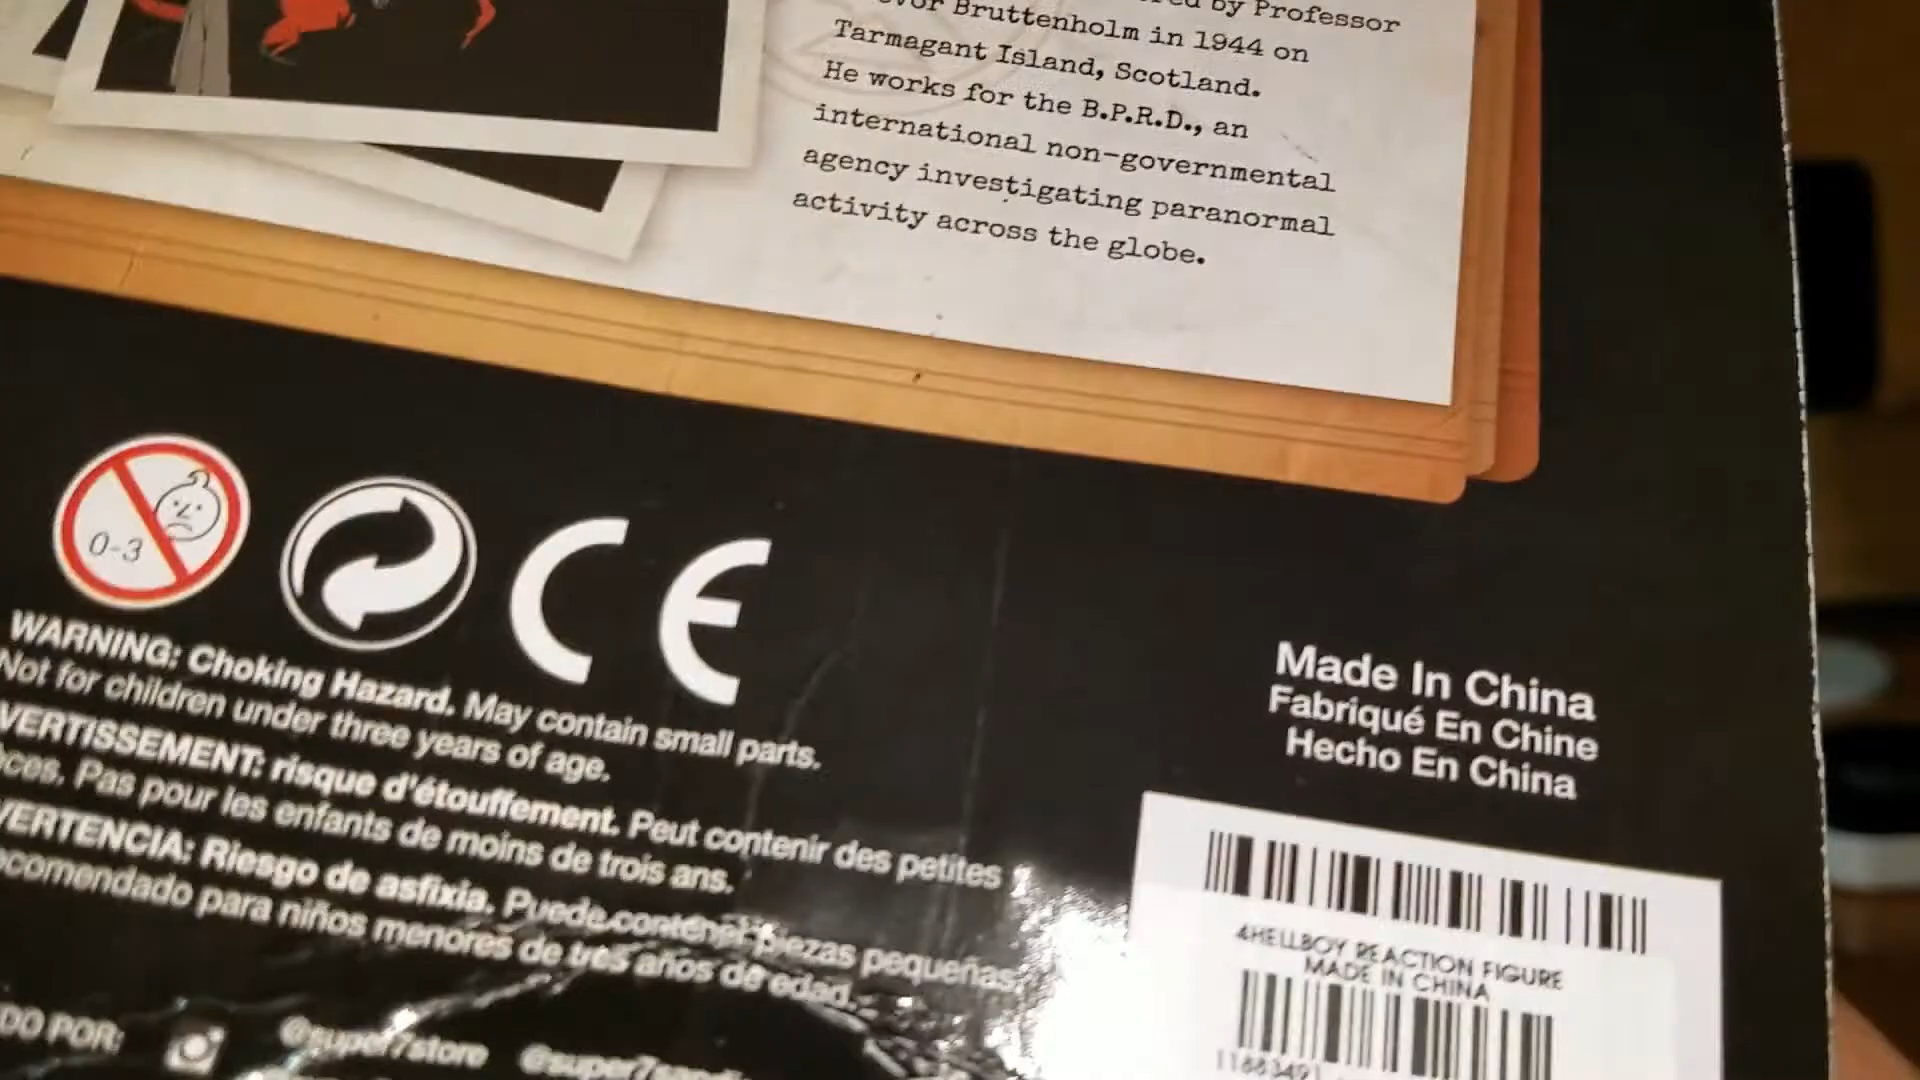 by Professor
Bruttenholm in 1944 on
Tarmagant Island, Scotland.
He works for the B.P.R.D., an
international non-governmental
agency investigating paranormal
activity across the globe.
0-3
CE
WARNING: Choking Hazard. May contain small parts.
Not for children under three years of age.
VERTISSEMENT: risque d'étouffement. Peut contenir des petites
ces. Pas pour les enfants de moins de trois ans.
VERTENCIA: Riesgo de asfixia. Puede contener piezas pequeñas.
comendado para niños menores de tres años de edad.
DO POR:
@super7store
Made In China
Fabriqué En Chine
Hecho En China
4HELLBOY REACTION FIGURE
MADE IN CHINA